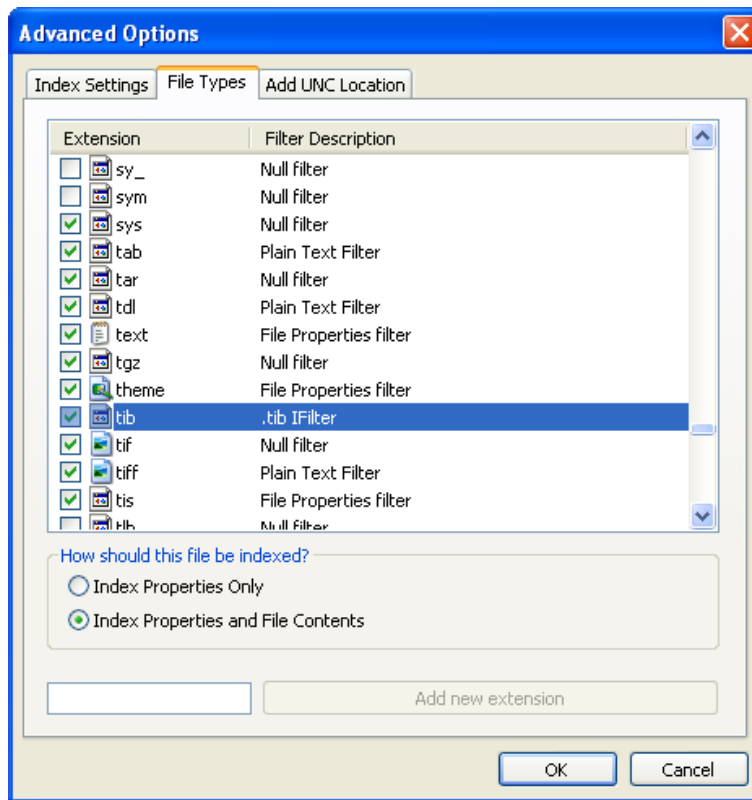 Advanced Options
Index Settings File Types Add UNC Location
Extension Filter Description
sy_ Null filter
sym Null filter
sys Null filter
tab Plain Text Filter
tar Null filter
tdl Plain Text Filter
text File Properties filter
tgz Null filter
theme File Properties filter
tib .tib IFilter
tif Null filter
tiff Plain Text Filter
tis File Properties filter
tlb Null filter
How should this file be indexed?
Index Properties Only
Index Properties and File Contents
Add new extension
OK Cancel